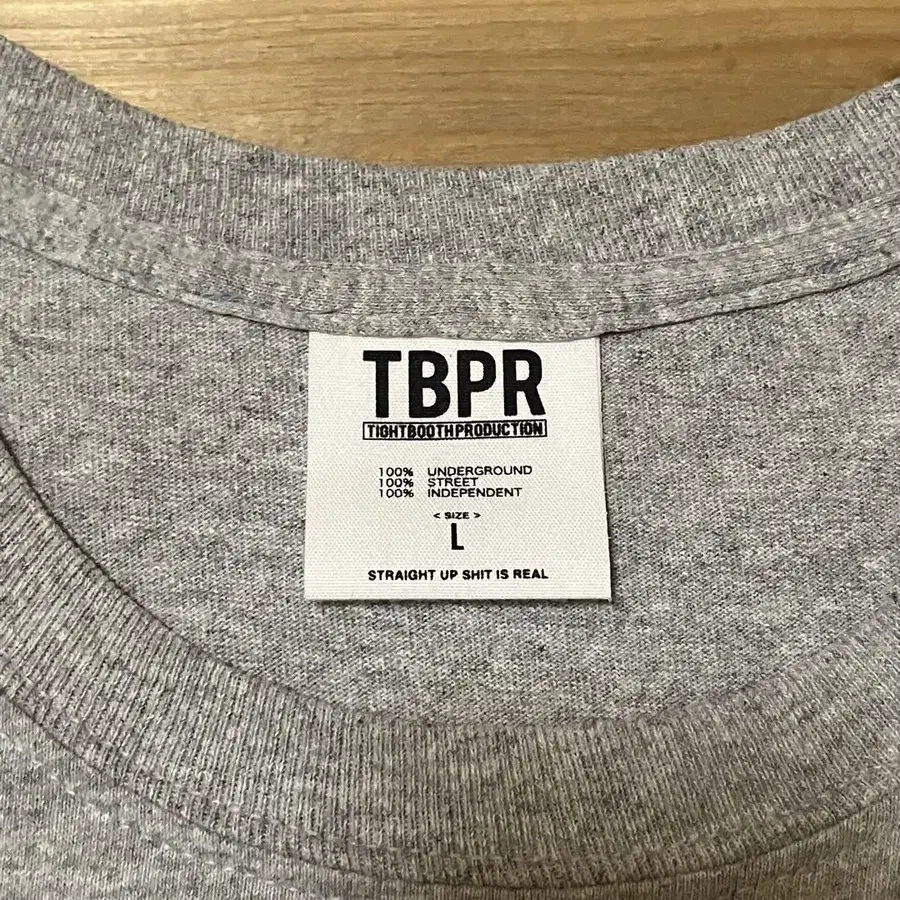 TBPR
TIGHTBOOTHPRODUCTION
100% UNDERGROUND
100% STREET
100% INDEPENDENT
< SIZE >
L
STRAIGHT UP SHIT IS REAL